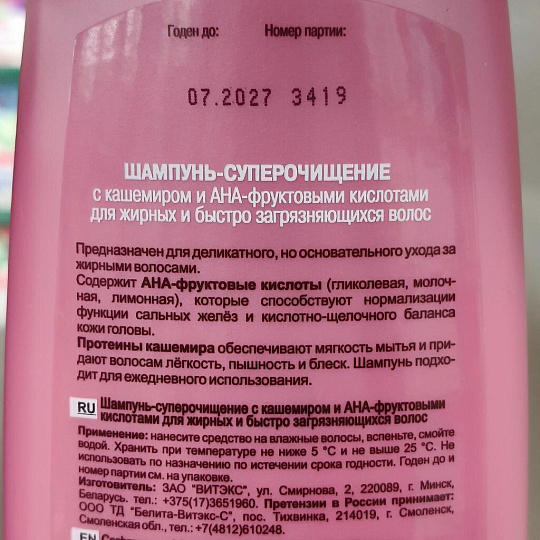 Годен до: Номер партии:
07.2027 3419
ШАМПУНЬ-СУПЕРОЧИЩЕНИЕ
с кашемиром и АНА-фруктовыми кислотами
для жирных и быстро загрязняющихся волос
Предназначен для деликатного, но основательного ухода за
жирными волосами.
Содержит АНА-фруктовые кислоты (гликолевая, молоч-
ная, лимонная), которые способствуют нормализации
функции сальных желёз и кислотно-щелочного баланса
кожи головы.
Протеины кашемира обеспечивают мягкость мытья и при-
дают волосам лёгкость, пышность и блеск. Шампунь подхо-
дит для ежедневного использования.
RU Шампунь-суперочищение с кашемиром и АНА-фруктовыми
кислотами для жирных и быстро загрязняющихся волос
Применение: нанесите средство на влажные волосы, вспеньте, смойте
водой. Хранить при температуре не ниже 5 °С и не выше 25 °С. Не
использовать по назначению по истечении срока годности. Годен до и
номер партии см. на упаковке.
Изготовитель: ЗАО "ВИТЭКС", ул. Смирнова, 2, 220089, г. Минск,
Беларусь. тел.: +375(17)3651960. Претензии в России принимает:
ООО ТД "Белита-Витэкс-С", пос. Тихвинка, 214019, г. Смоленск,
Смоленская обл., тел.: +7(4812)610248.
EN